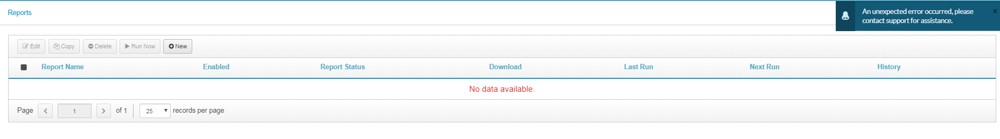 Reports
An unexpected error occurred, please
contact support for assistance.
×
Edit Copy Delete Run Now New
Report Name Enabled Report Status Download Last Run Next Run History
No data available.
Page 1 of 1 25 records per page